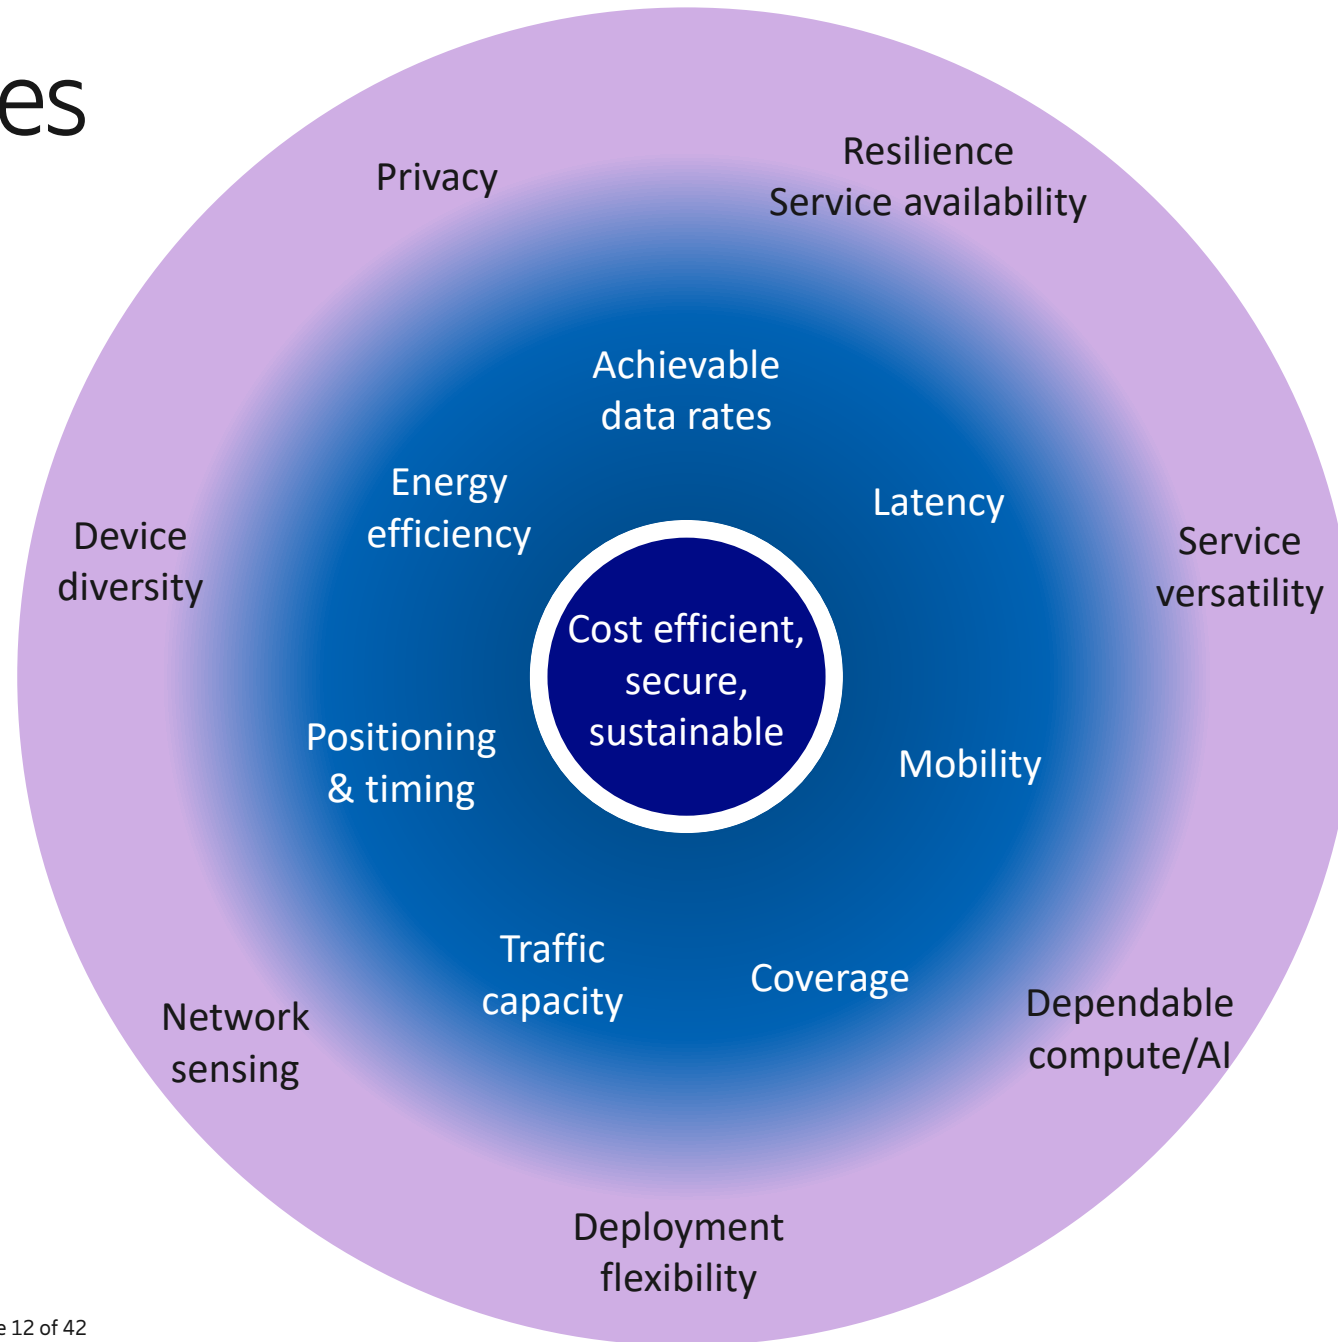 es
Privacy
Resilience
Service availability
Achievable
data rates
Energy
efficiency
Latency
Device
diversity
Service
versatility
Cost efficient,
secure,
sustainable
Positioning
& timing
Mobility
Traffic
capacity
Coverage
Network
sensing
Dependable
compute/AI
Deployment
flexibility
e 12 of 42